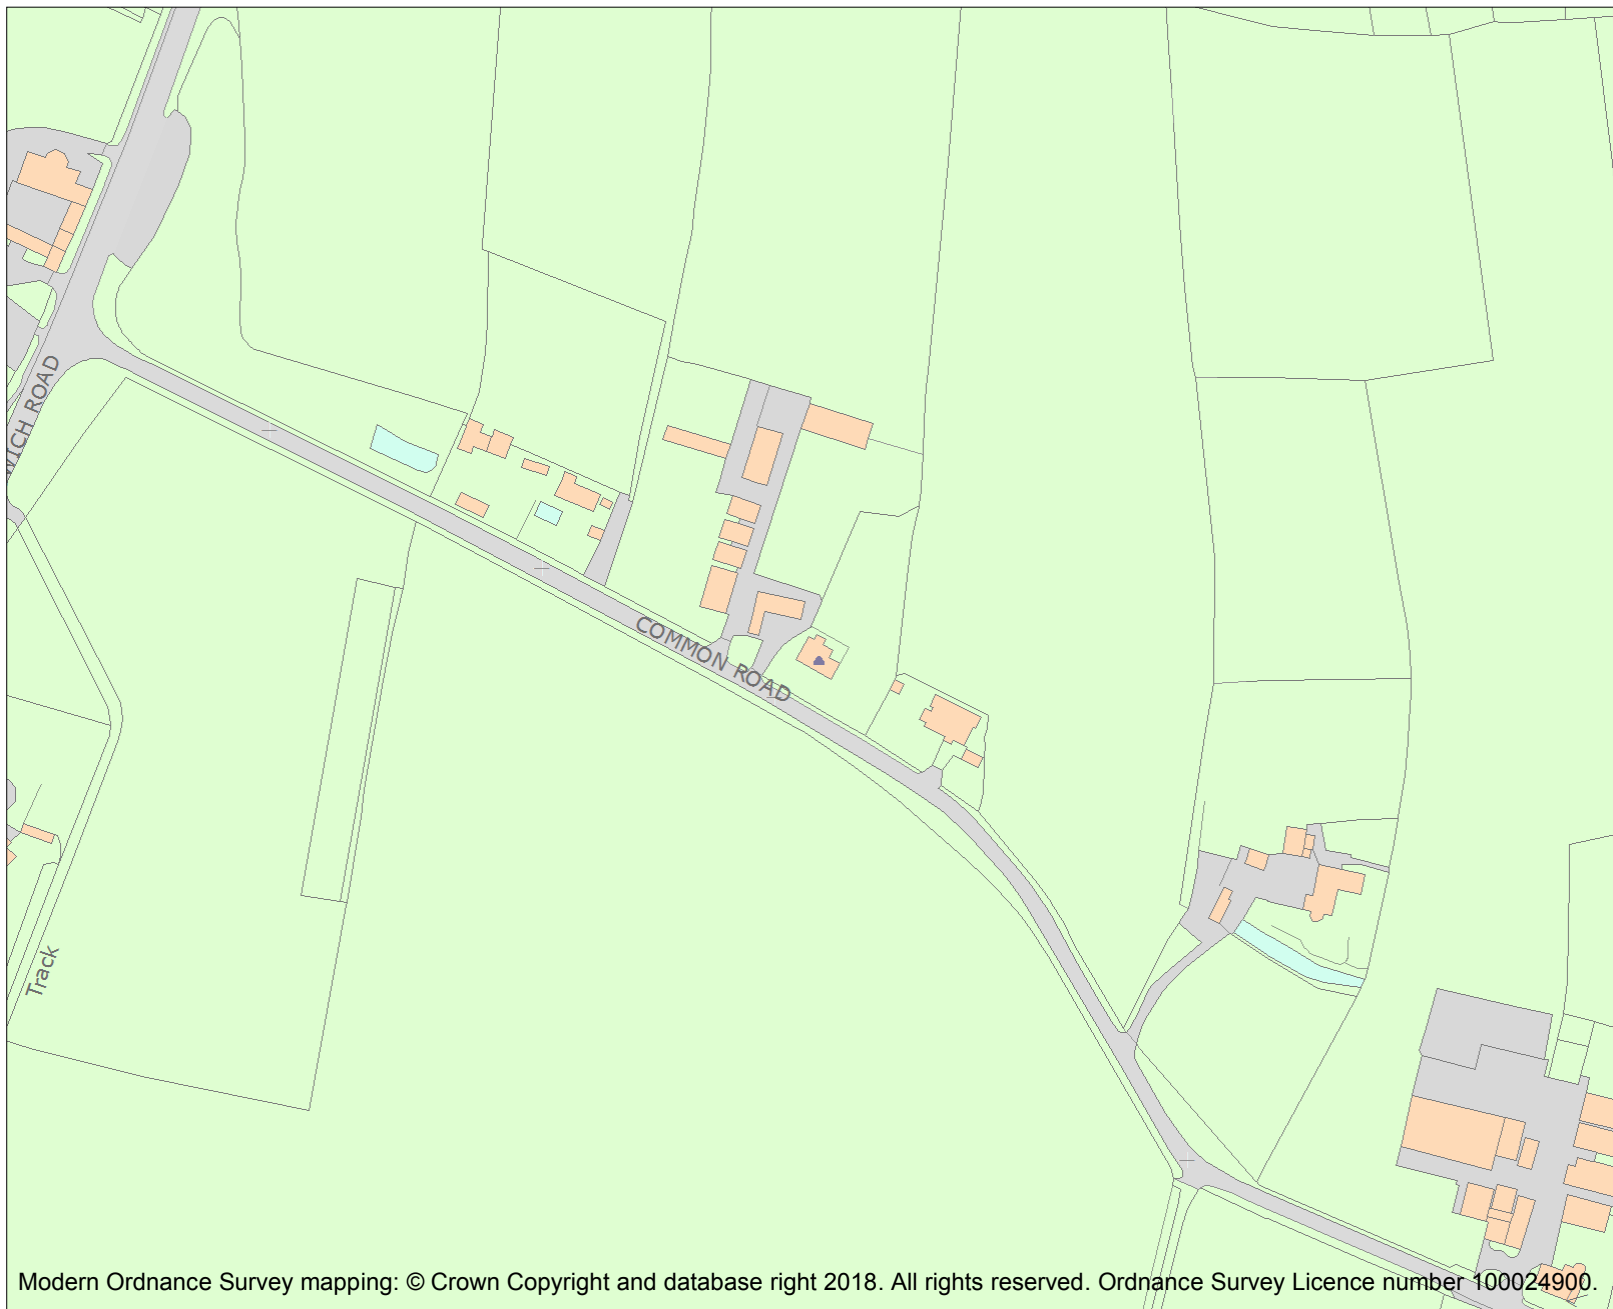 WICH ROAD
COMMON ROAD
Track
Modern Ordnance Survey mapping: © Crown Copyright and database right 2018. All rights reserved. Ordnance Survey Licence number 100024900.